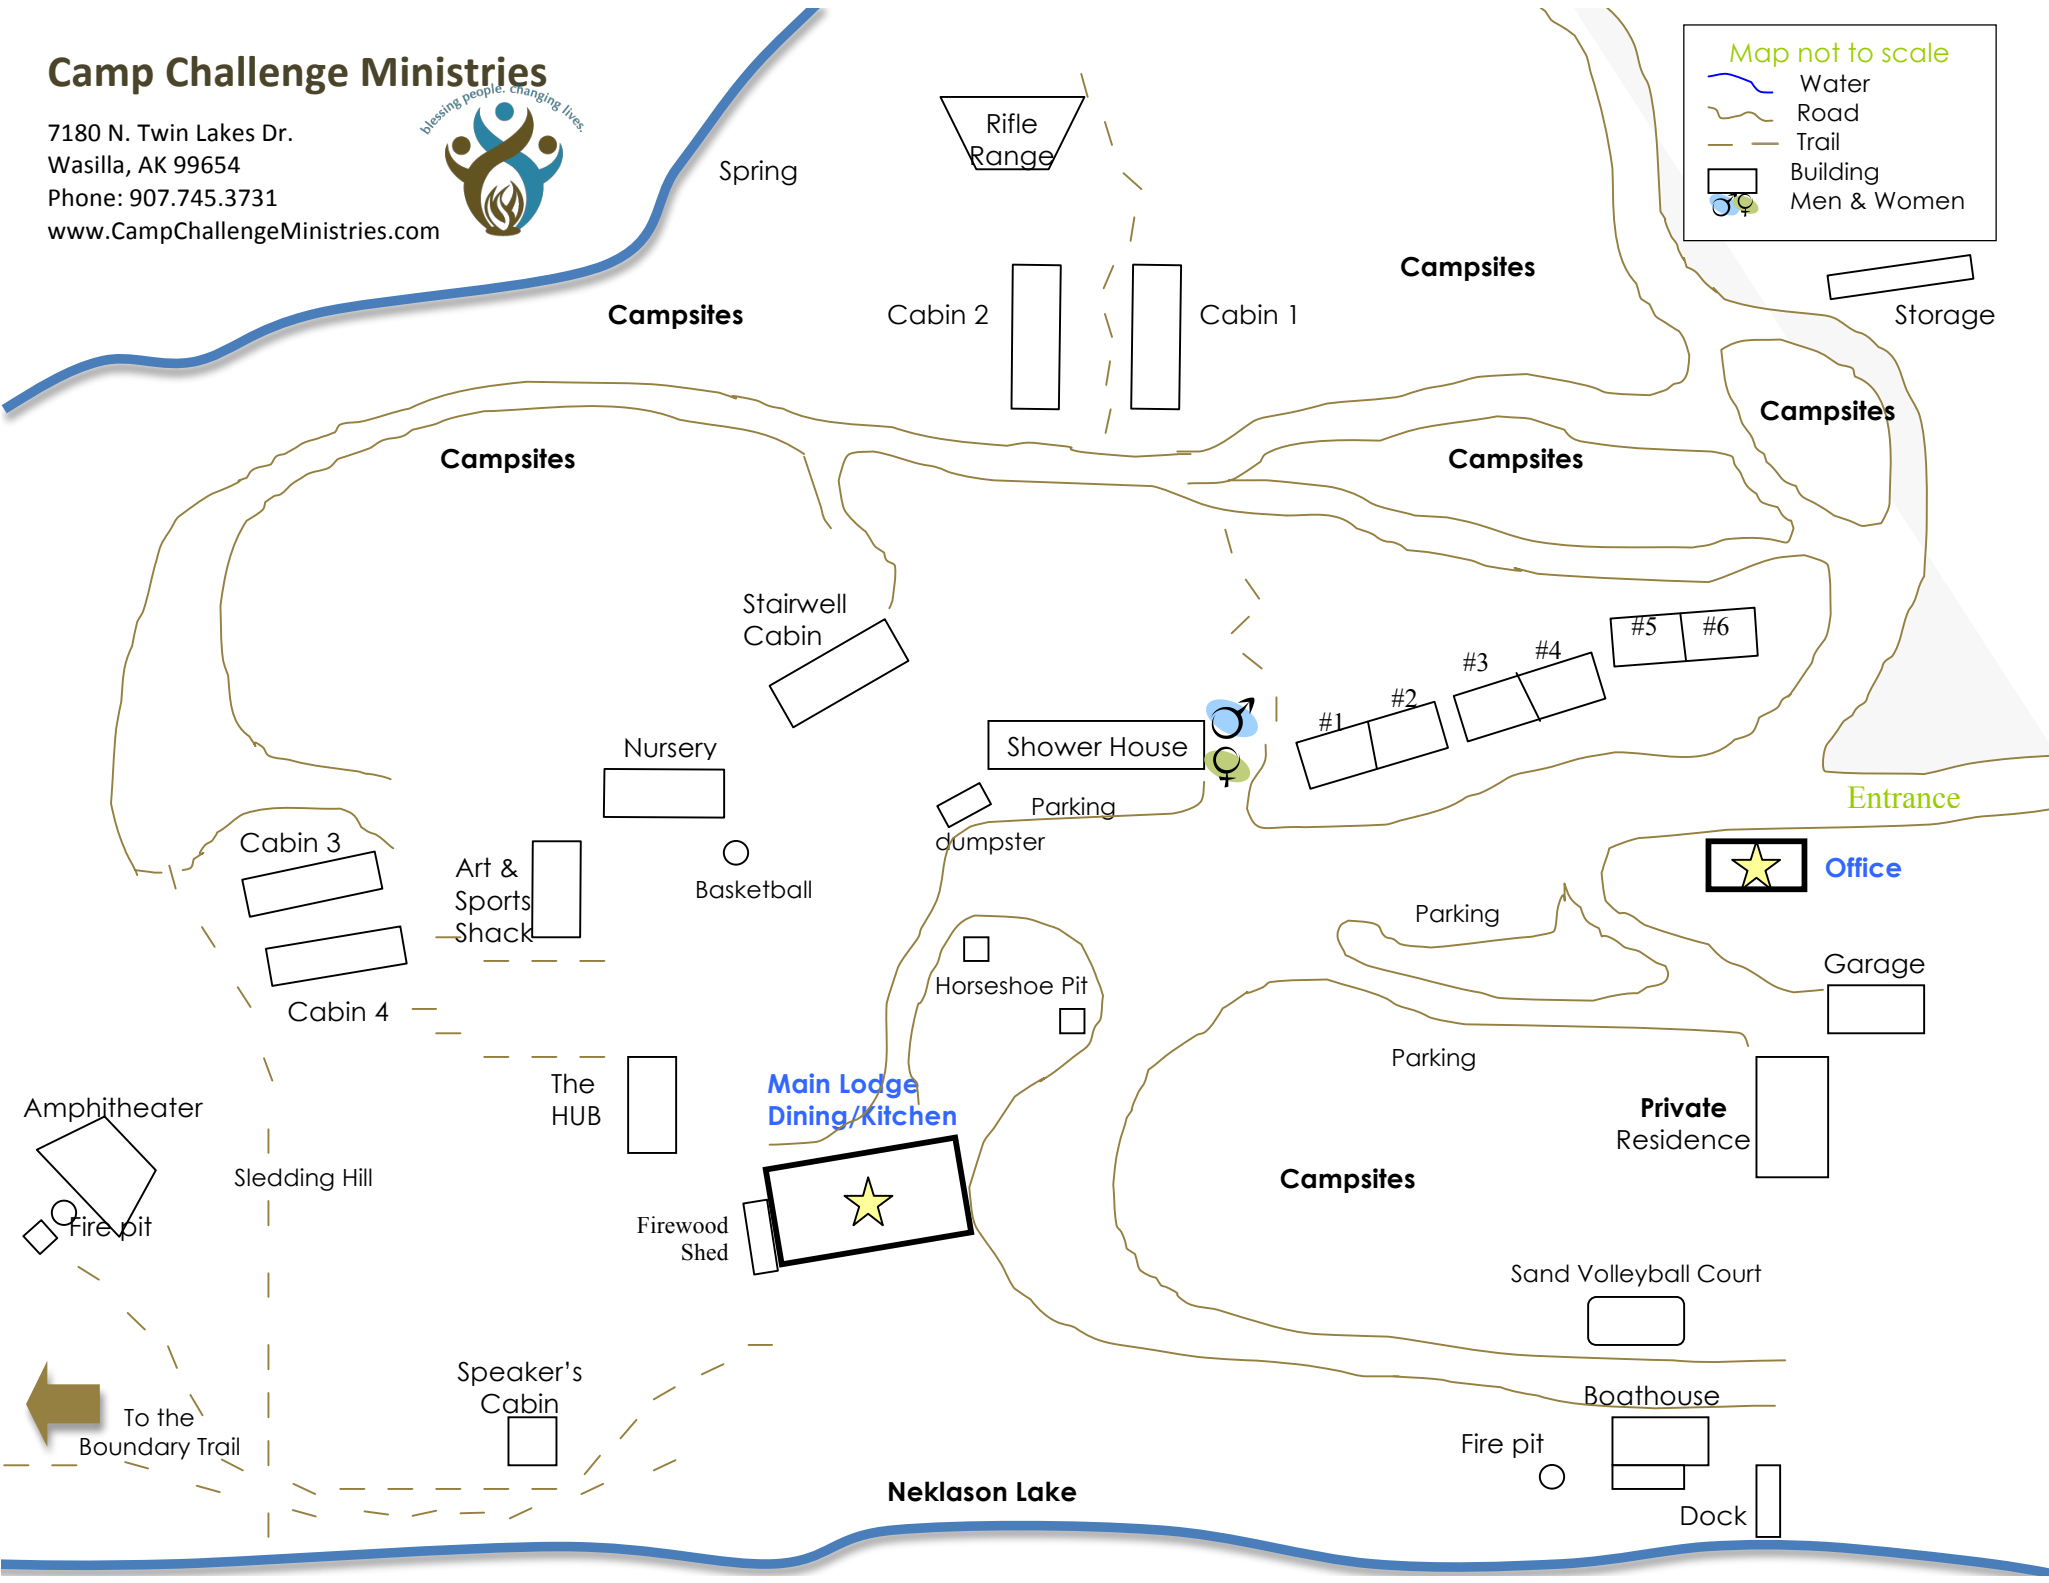 Camp Challenge Ministries
blessing people. changing lives.
7180 N. Twin Lakes Dr.
Wasilla, AK 99654
Phone: 907.745.3731
www.CampChallengeMinistries.com
Map not to scale
Water
Road
Trail
Building
Men & Women
Rifle
Range
Spring
Campsites
Storage
Campsites
Cabin 2
Cabin 1
Campsites
Campsites
Campsites
Stairwell
Cabin
#5
#6
#4
#3
#2
#1
Nursery
Shower House
Entrance
Parking
dumpster
Cabin 3
Art &
Sports
Shack
Basketball
Office
Parking
Garage
Horseshoe Pit
Cabin 4
Parking
The
HUB
Main Lodge
Dining/Kitchen
Amphitheater
Private
Residence
Sledding Hill
Campsites
Fire pit
Firewood
Shed
Sand Volleyball Court
Speaker's
Cabin
Boathouse
To the
Boundary Trail
Fire pit
Neklason Lake
Dock